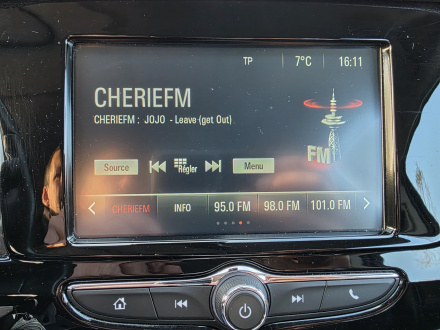 TP 7°C 16:11
CHERIEFM
CHERIEFM : JOJO - Leave (get Out)
FM
Source Régler Menu
CHERIEFM INFO 95.0 FM 98.0 FM 101.0 FM